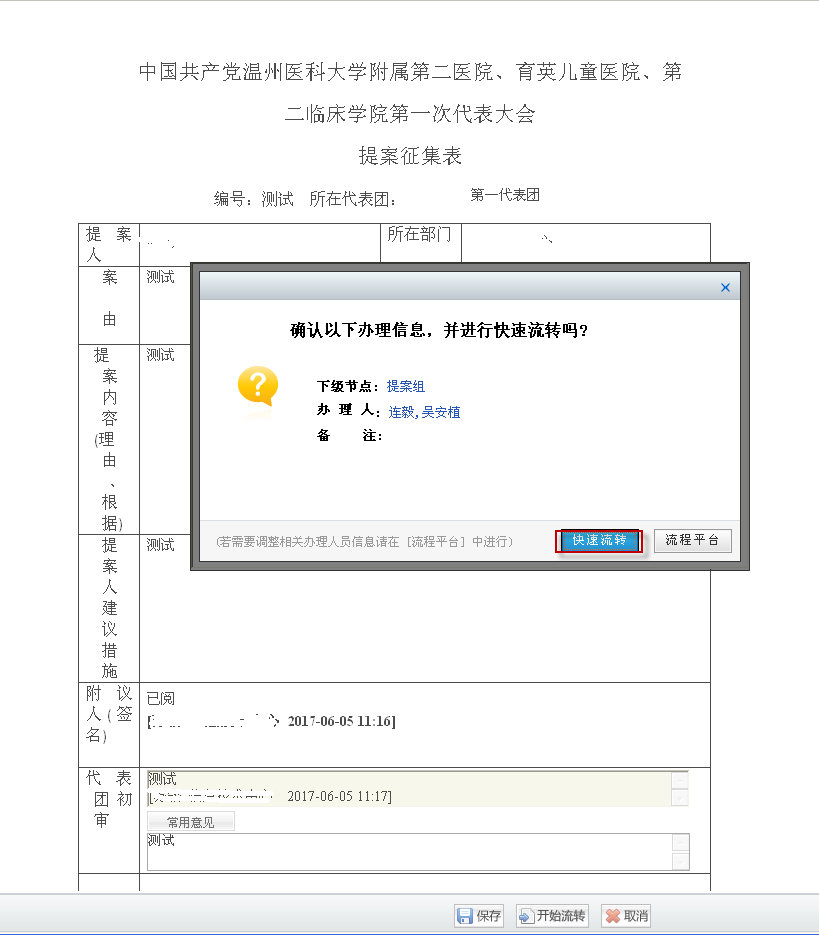 中国共产党温州医科大学附属第二医院、育英儿童医院、第
二临床学院第一次代表大会
提案征集表
编号：测试 所在代表团： 第一代表团
提 案
人
所在部门
案
由
测试
确认以下办理信息，并进行快速流转吗？
下级节点：提案组
办 理 人：连毅,吴安植
备 注：
(若需要调整相关办理人员信息请在 [流程平台] 中进行)
快速流转
流程平台
提
案
内
容
(理
由
、
根
据)
测试
提
案
人
建
议
措
施
测试
附 议
人(签
名)
已阅
2017-06-05 11:16]
代 表
团 初
审
测试
2017-06-05 11:17]
常用意见
测试
保存 开始流转 取消